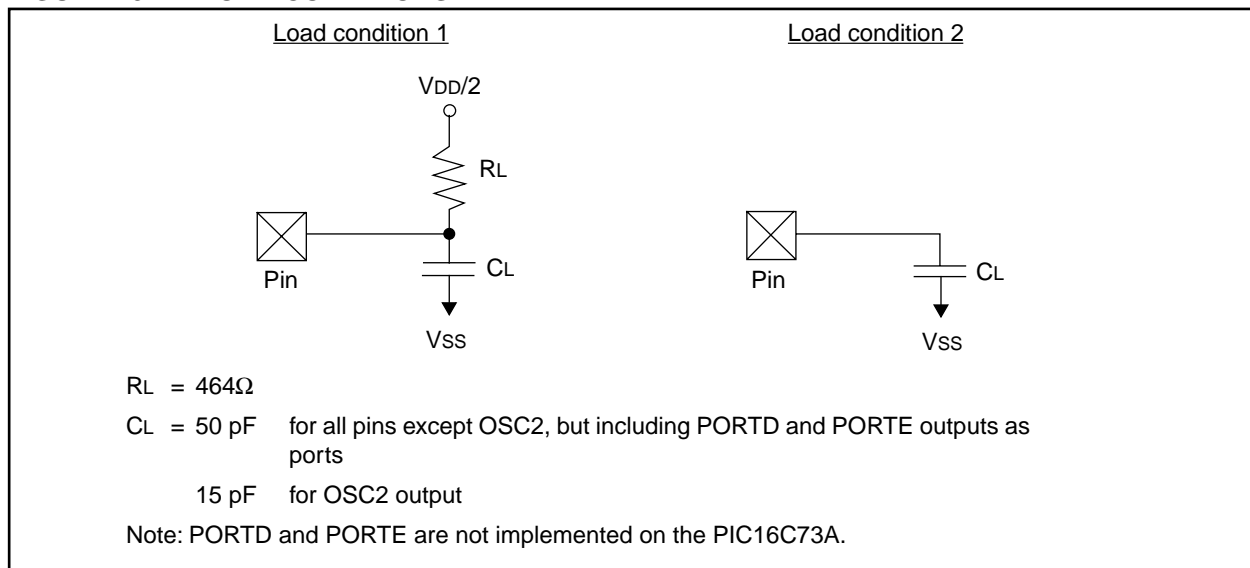 Load condition 1
Load condition 2
VDD/2
RL
Pin
CL
VSS
Pin
CL
VSS
RL = 464Ω
CL = 50 pF for all pins except OSC2, but including PORTD and PORTE outputs as
ports
15 pF for OSC2 output
Note: PORTD and PORTE are not implemented on the PIC16C73A.